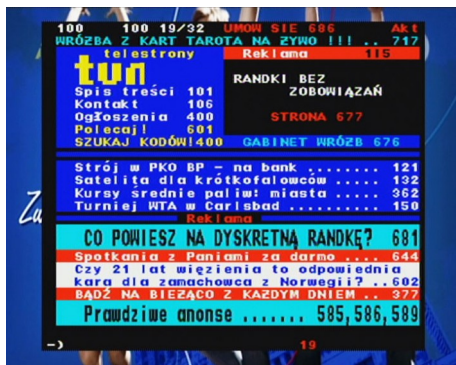 100 100 19/32 UMOW SIE 686 Akt
WRÓŻBA Z KART TAROTA NA ŻYWO !!! .. 717
telestrony
Reklama 115
tvn
RANDKI BEZ
ZOBOWIĄZAŃ
Spis treści 101
Kontakt 106
Ogłoszenia 400
STRONA 677
Polecaj! 601
SZUKAJ KODÓW!400
GABINET WRÓŻB 676
Strój w PKO BP – na bank ...... 121
Satelita dla krótkofalowców ..... 132
Kursy średnie paliw: miasta ..... 362
Turniej WTA w Carlsbad ........ 150
Reklama
CO POWIESZ NA DYSKRETNĄ RANDKĘ? 681
Spotkania z Paniami za darmo .... 644
Czy 21 lat więzienia to odpowiednia
kara dla zamachowca z Norwegii? ..602
BĄDŹ NA BIEŻĄCO Z KAŻDYM DNIEM .. 377
Prawdziwe anonse ....... 585,586,589
–) 19
Zu